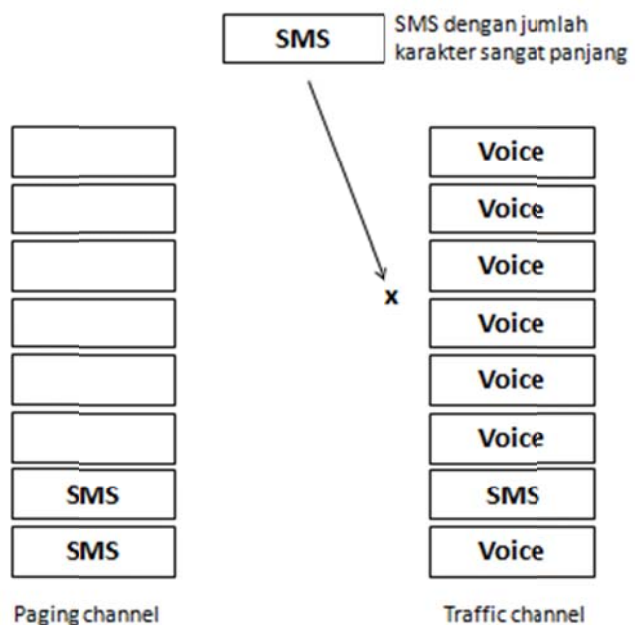 SMS
SMS dengan jumlah
karakter sangat panjang
Voice
Voice
Voice
x
Voice
Voice
Voice
SMS
SMS
SMS
Voice
Paging channel
Traffic channel